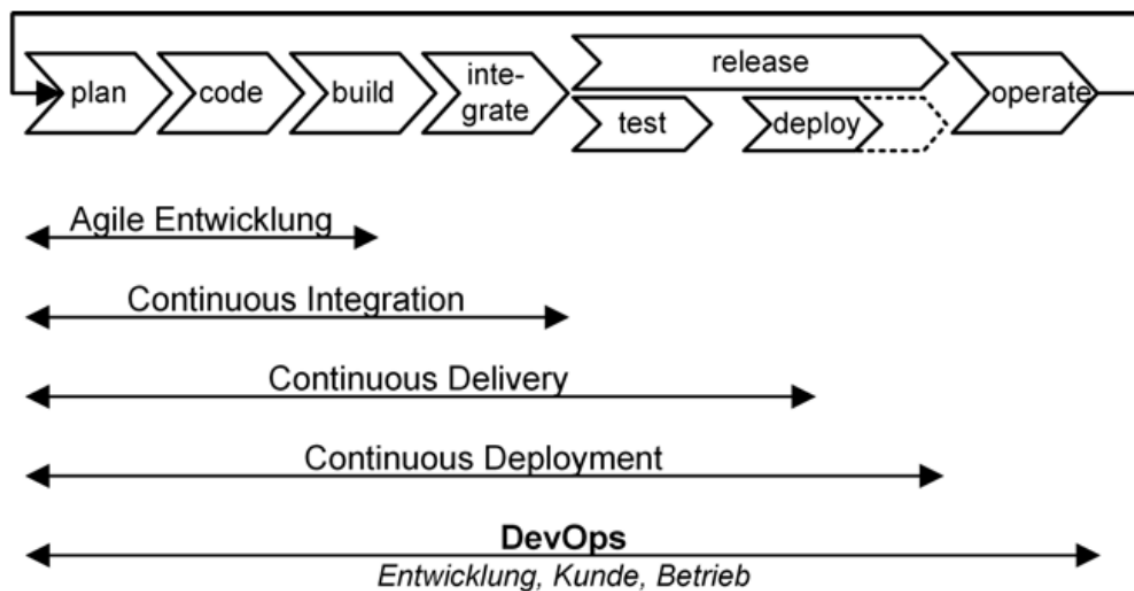 plan
code
build
inte-
grate
release
test
deploy
operate
Agile Entwicklung
Continuous Integration
Continuous Delivery
Continuous Deployment
DevOps
Entwicklung, Kunde, Betrieb